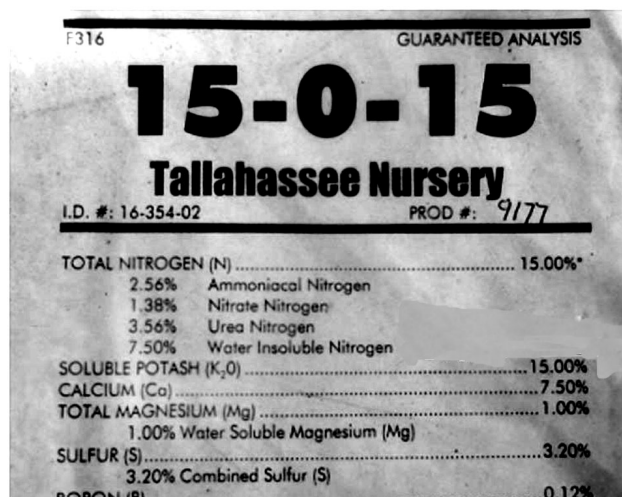 F316 GUARANTEED ANALYSIS
15-0-15
Tallahassee Nursery
I.D. #: 16-354-02 PROD #: 9177
TOTAL NITROGEN (N) 15.00%*
2.56% Ammoniacal Nitrogen
1.38% Nitrate Nitrogen
3.56% Urea Nitrogen
7.50% Water Insoluble Nitrogen
SOLUBLE POTASH (K₂0) 15.00%
CALCIUM (Ca) 7.50%
TOTAL MAGNESIUM (Mg) 1.00%
1.00% Water Soluble Magnesium (Mg)
SULFUR (S) 3.20%
3.20% Combined Sulfur (S)
BORON (B) 0.12%